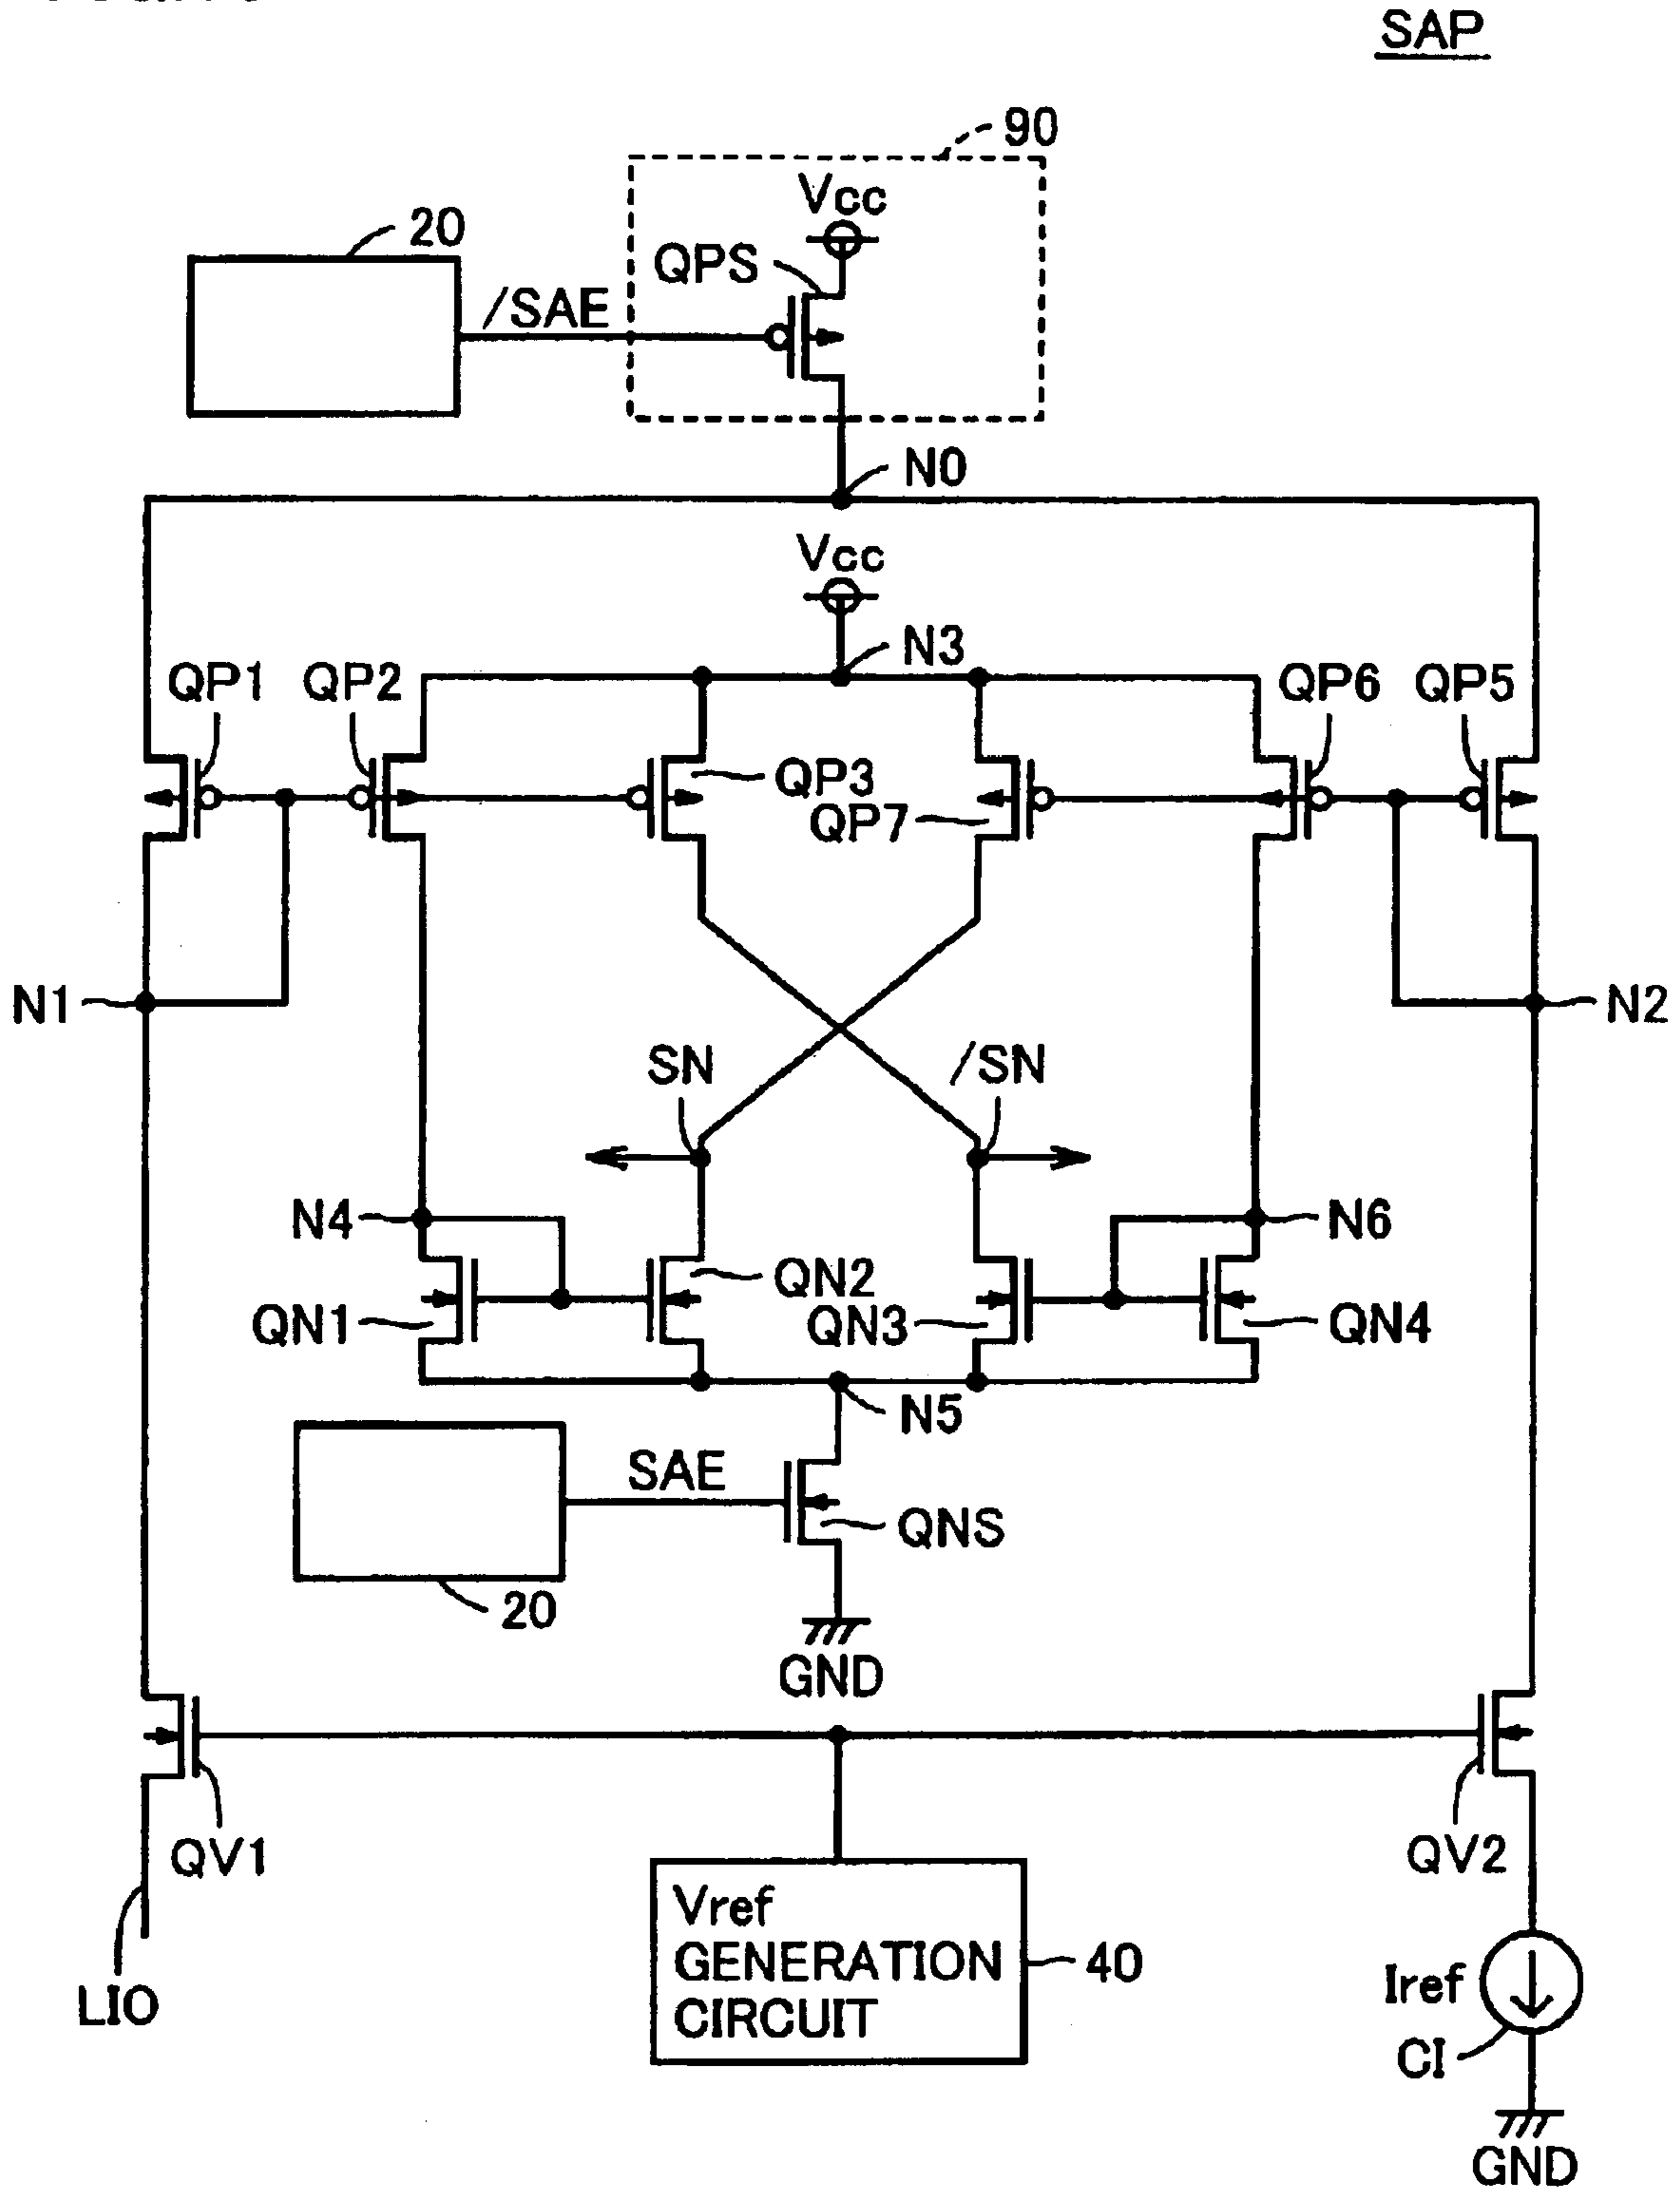 SAP
90
Vcc
20
QPS
/SAE
N0
Vcc
N3
QP1
QP2
QP6
QP5
QP3
QP7
N1
N2
SN
/SN
N4
N6
QN2
QN1
QN3
QN4
N5
SAE
QNS
20
GND
QV1
QV2
Vref
GENERATION
CIRCUIT
40
Iref
LIO
CI
GND